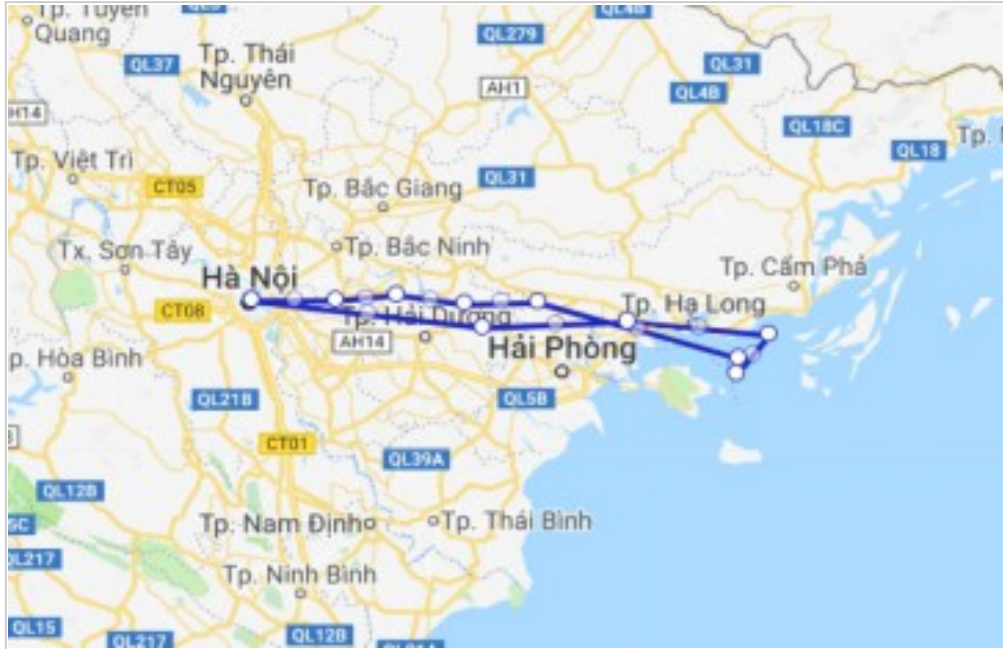 Tp. Tuyên
Quang
QL279
QL4B
QL37
Tp. Thái
Nguyên
QL31
AH1
QL4B
AH14
QL18C
QL18
Tp.
Tp. Việt Trì
CT05
QL31
Tp. Bắc Giang
Tx. Sơn Tây
Tp. Bắc Ninh
Hà Nội
Tp. Cẩm Phả
CT08
Tp. Hạ Long
Tp. Hải Dương
AH14
Hải Phòng
p. Hòa Bình
QL21B
QL5B
CT01
QL39A
QL12B
Tp. Nam Định
Tp. Thái Bình
5C
QL217
Tp. Ninh Bình
QL15
QL217
QL12B